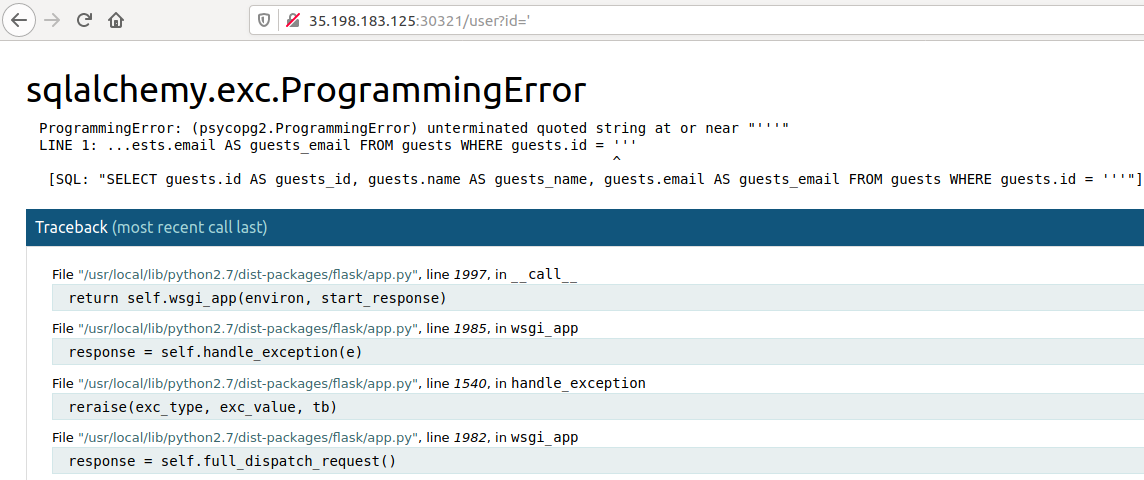 35.198.183.125:30321/user?id='
sqlalchemy.exc.ProgrammingError
ProgrammingError: (psycopg2.ProgrammingError) unterminated quoted string at or near "'''"
LINE 1: ...ests.email AS guests_email FROM guests WHERE guests.id = '''
^
[SQL: "SELECT guests.id AS guests_id, guests.name AS guests_name, guests.email AS guests_email FROM guests WHERE guests.id = '''"]
Traceback (most recent call last)
File "/usr/local/lib/python2.7/dist-packages/flask/app.py", line 1997, in __call__
return self.wsgi_app(environ, start_response)
File "/usr/local/lib/python2.7/dist-packages/flask/app.py", line 1985, in wsgi_app
response = self.handle_exception(e)
File "/usr/local/lib/python2.7/dist-packages/flask/app.py", line 1540, in handle_exception
reraise(exc_type, exc_value, tb)
File "/usr/local/lib/python2.7/dist-packages/flask/app.py", line 1982, in wsgi_app
response = self.full_dispatch_request()